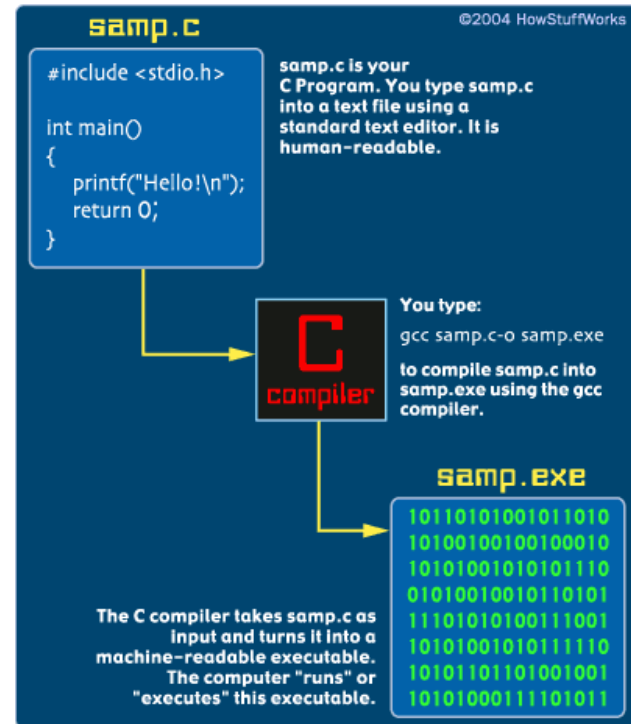 ©2004 HowStuffWorks
samp.c
#include <stdio.h>
int main()
{
printf("Hello!\n");
return 0;
}
samp.c is your
C Program. You type samp.c
into a text file using a
standard text editor. It is
human-readable.
C
compiler
You type:
gcc samp.c-o samp.exe
to compile samp.c into
samp.exe using the gcc
compiler.
samp.exe
10110101001011010
10100100100100010
10101001010101110
01010010010110101
11101010100111001
10101001010111110
10101101101001001
10101000111101011
The C compiler takes samp.c as
input and turns it into a
machine-readable executable.
The computer "runs" or
"executes" this executable.